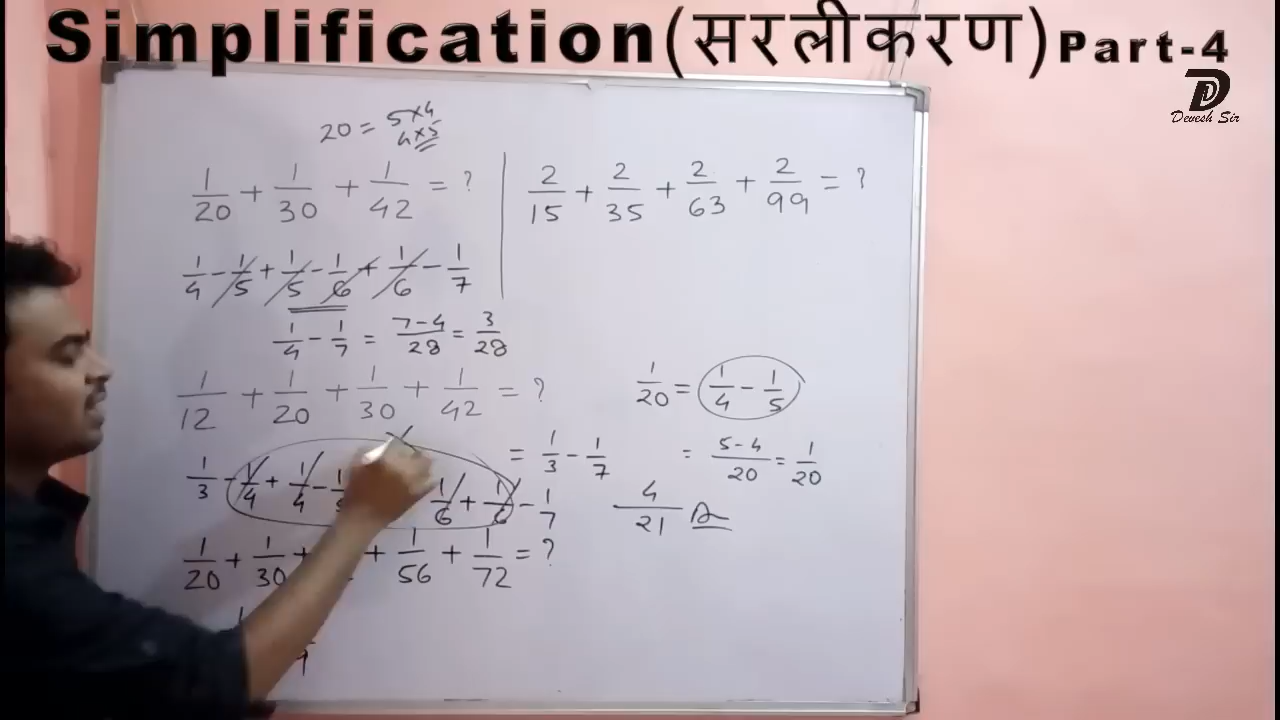 Simplification(सरलीकरण)Part-4
Devesh Sir
20 = 5×4
4×5
1/20 + 1/30 + 1/42 = ?
2/15 + 2/35 + 2/63 + 2/99 = ?
1/4 - 1/5 + 1/5 - 1/6 + 1/6 - 1/7
1/4 - 1/7 = 7-4/28 = 3/28
1/12 + 1/20 + 1/30 + 1/42 = ?
1/20 = 1/4 - 1/5
= 5-4/20 = 1/20
= 1/3 - 1/7
4/21
1/3 - 1/4 + 1/4 - 1/6 + 1/6 - 1/7
1/20 + 1/30 + + 1/56 + 1/72 = ?